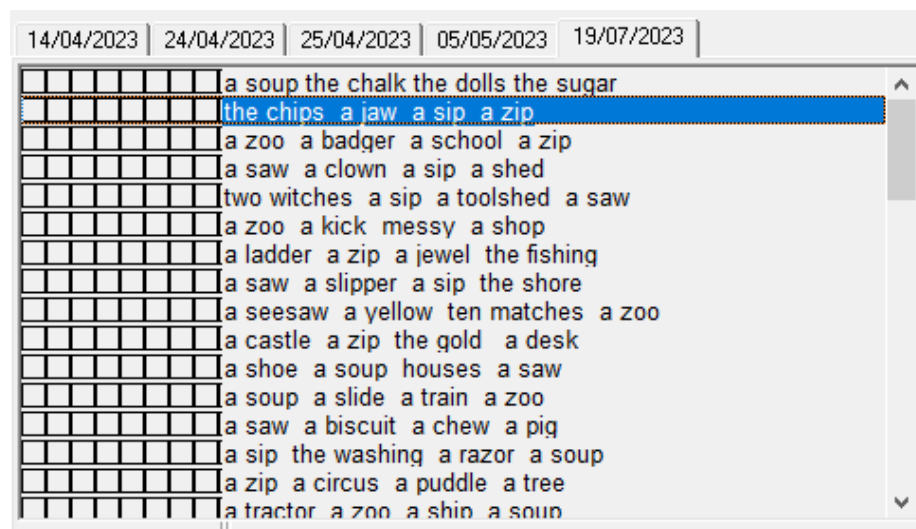 14/04/2023 24/04/2023 25/04/2023 05/05/2023 19/07/2023
a soup the chalk the dolls the sugar
the chips a jaw a sip a zip
a zoo a badger a school a zip
a saw a clown a sip a shed
two witches a sip a toolshed a saw
a zoo a kick messy a shop
a ladder a zip a jewel the fishing
a saw a slipper a sip the shore
a seesaw a yellow ten matches a zoo
a castle a zip the gold a desk
a shoe a soup houses a saw
a soup a slide a train a zoo
a saw a biscuit a chew a pig
a sip the washing a razor a soup
a zip a circus a puddle a tree
a tractor a zoo a ship a soup